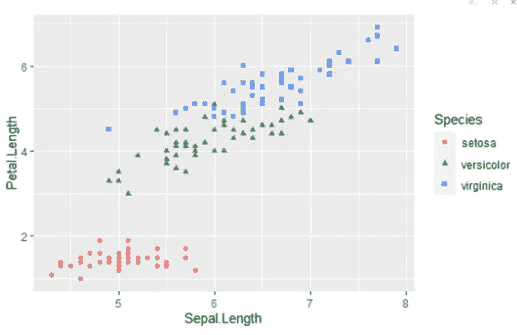 6
4
2
Petal.Length
5
6
7
8
Sepal.Length
Species
setosa
versicolor
virginica